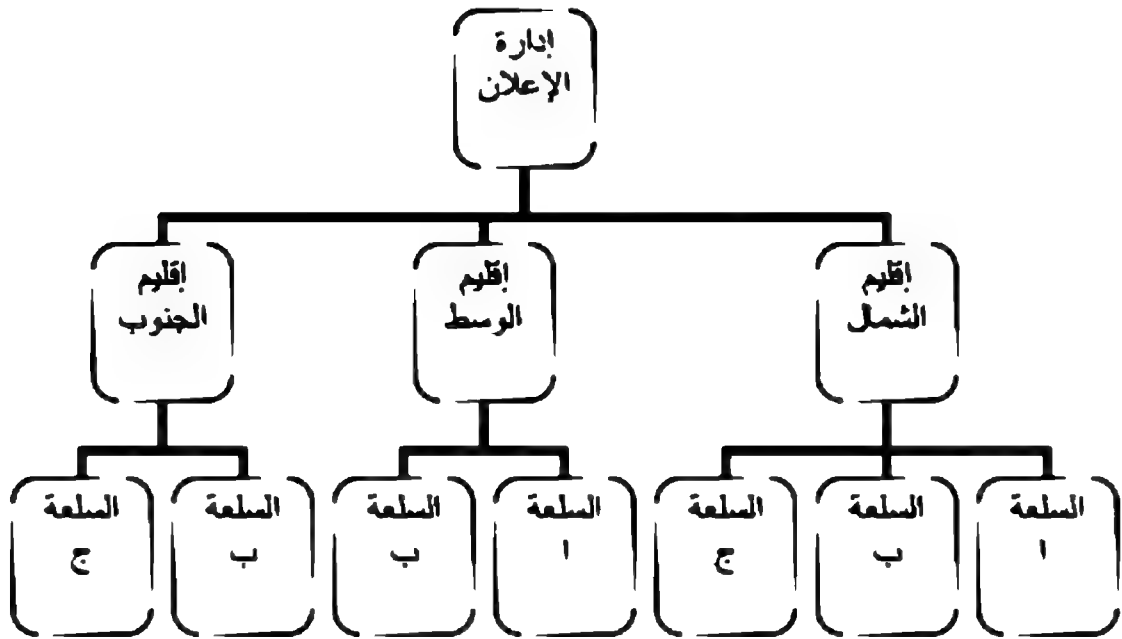 إدارة
الإعلان
إقليم
الشمال
إقليم
الوسط
إقليم
الجنوب
السلعة
ا
السلعة
ب
السلعة
ج
السلعة
ا
السلعة
ب
السلعة
ب
السلعة
ج